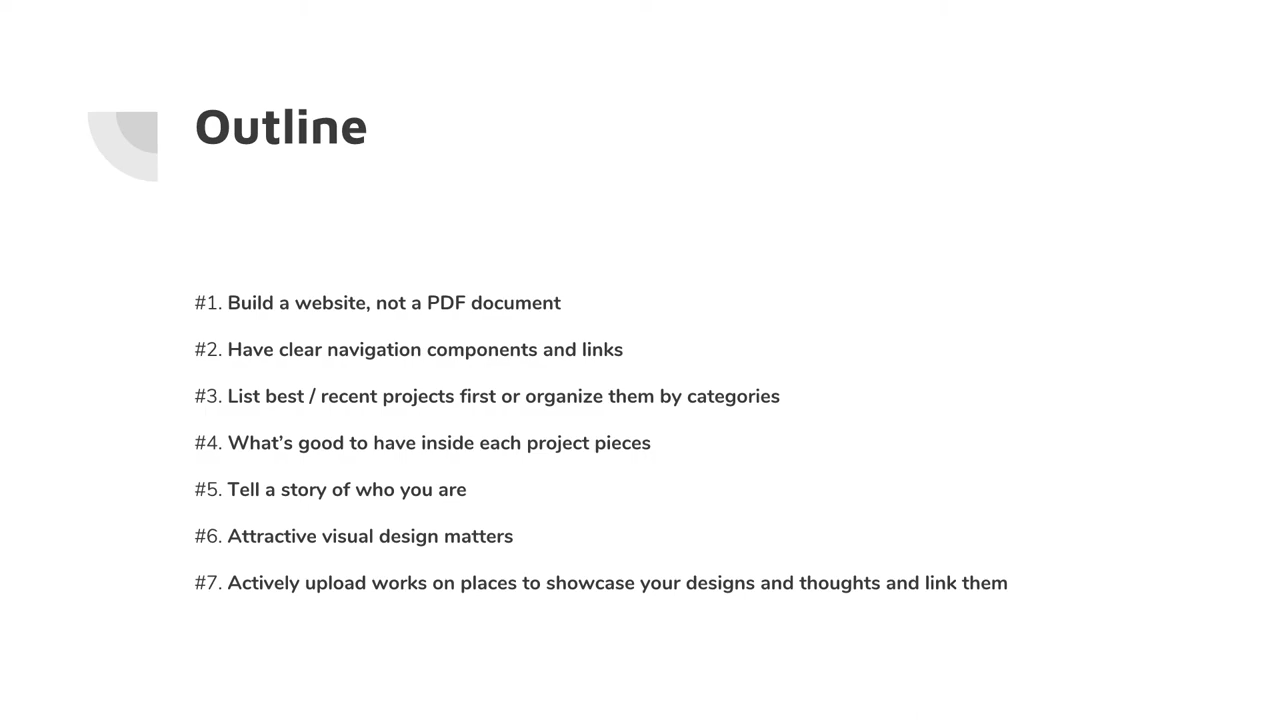 Outline
#1. Build a website, not a PDF document
#2. Have clear navigation components and links
#3. List best / recent projects first or organize them by categories
#4. What's good to have inside each project pieces
#5. Tell a story of who you are
#6. Attractive visual design matters
#7. Actively upload works on places to showcase your designs and thoughts and link them